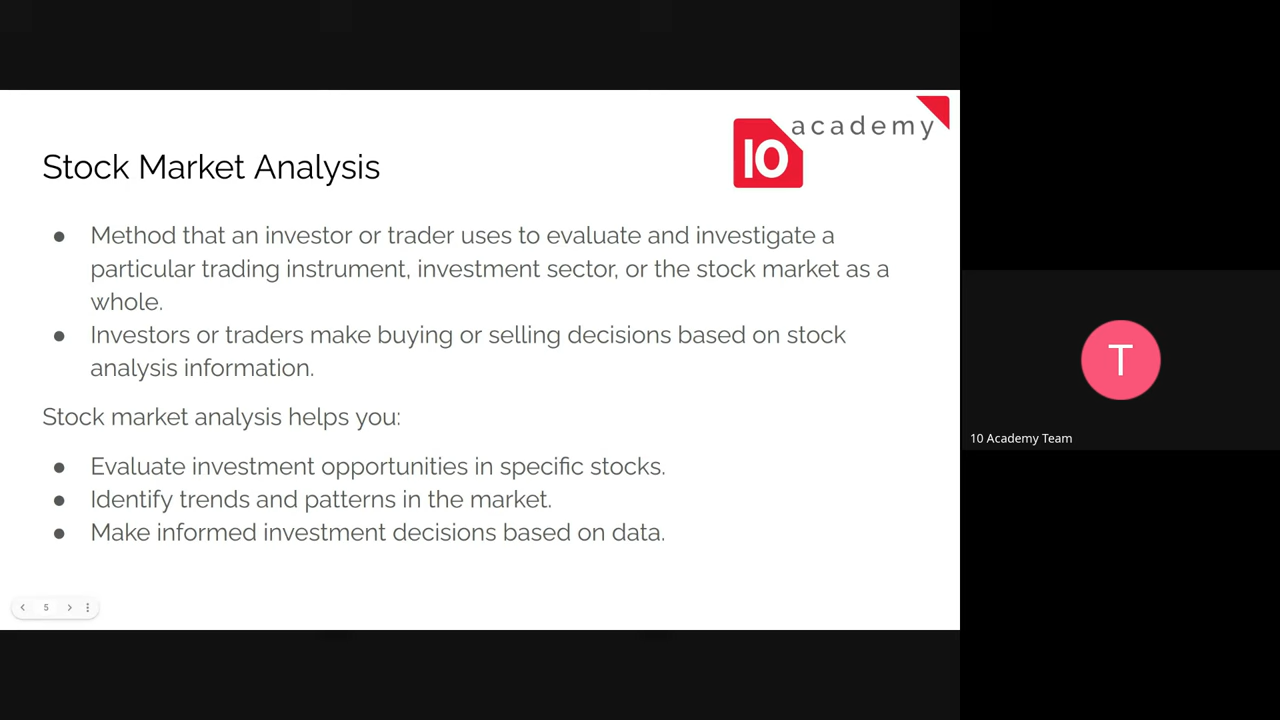 academy
10
Stock Market Analysis
● Method that an investor or trader uses to evaluate and investigate a
particular trading instrument, investment sector, or the stock market as a
whole.
● Investors or traders make buying or selling decisions based on stock
analysis information.
Stock market analysis helps you:
● Evaluate investment opportunities in specific stocks.
● Identify trends and patterns in the market.
● Make informed investment decisions based on data.
5
T
10 Academy Team